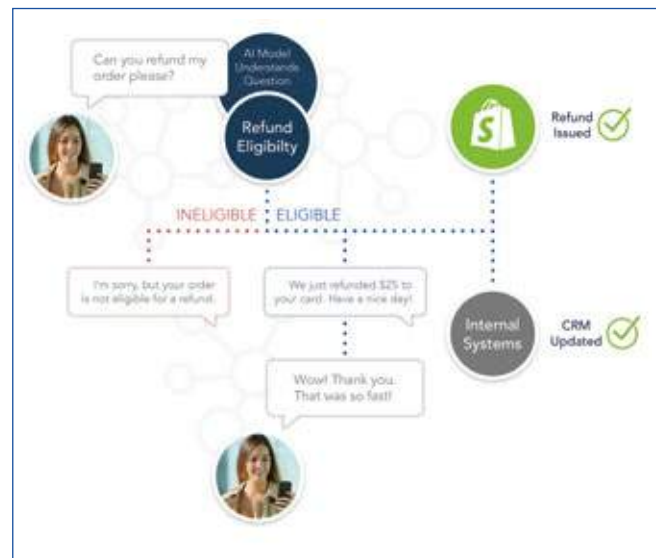 Can you refund my
order please?
AI Model
Understands
Question
Refund
Eligibilty
S
Refund
Issued
INELIGIBLE
ELIGIBLE
I'm sorry, but your order
is not eligible for a refund.
We just refunded $25 to
your card. Have a nice day!
Internal
Systems
CRM
Updated
Wow! Thank you.
That was so fast!